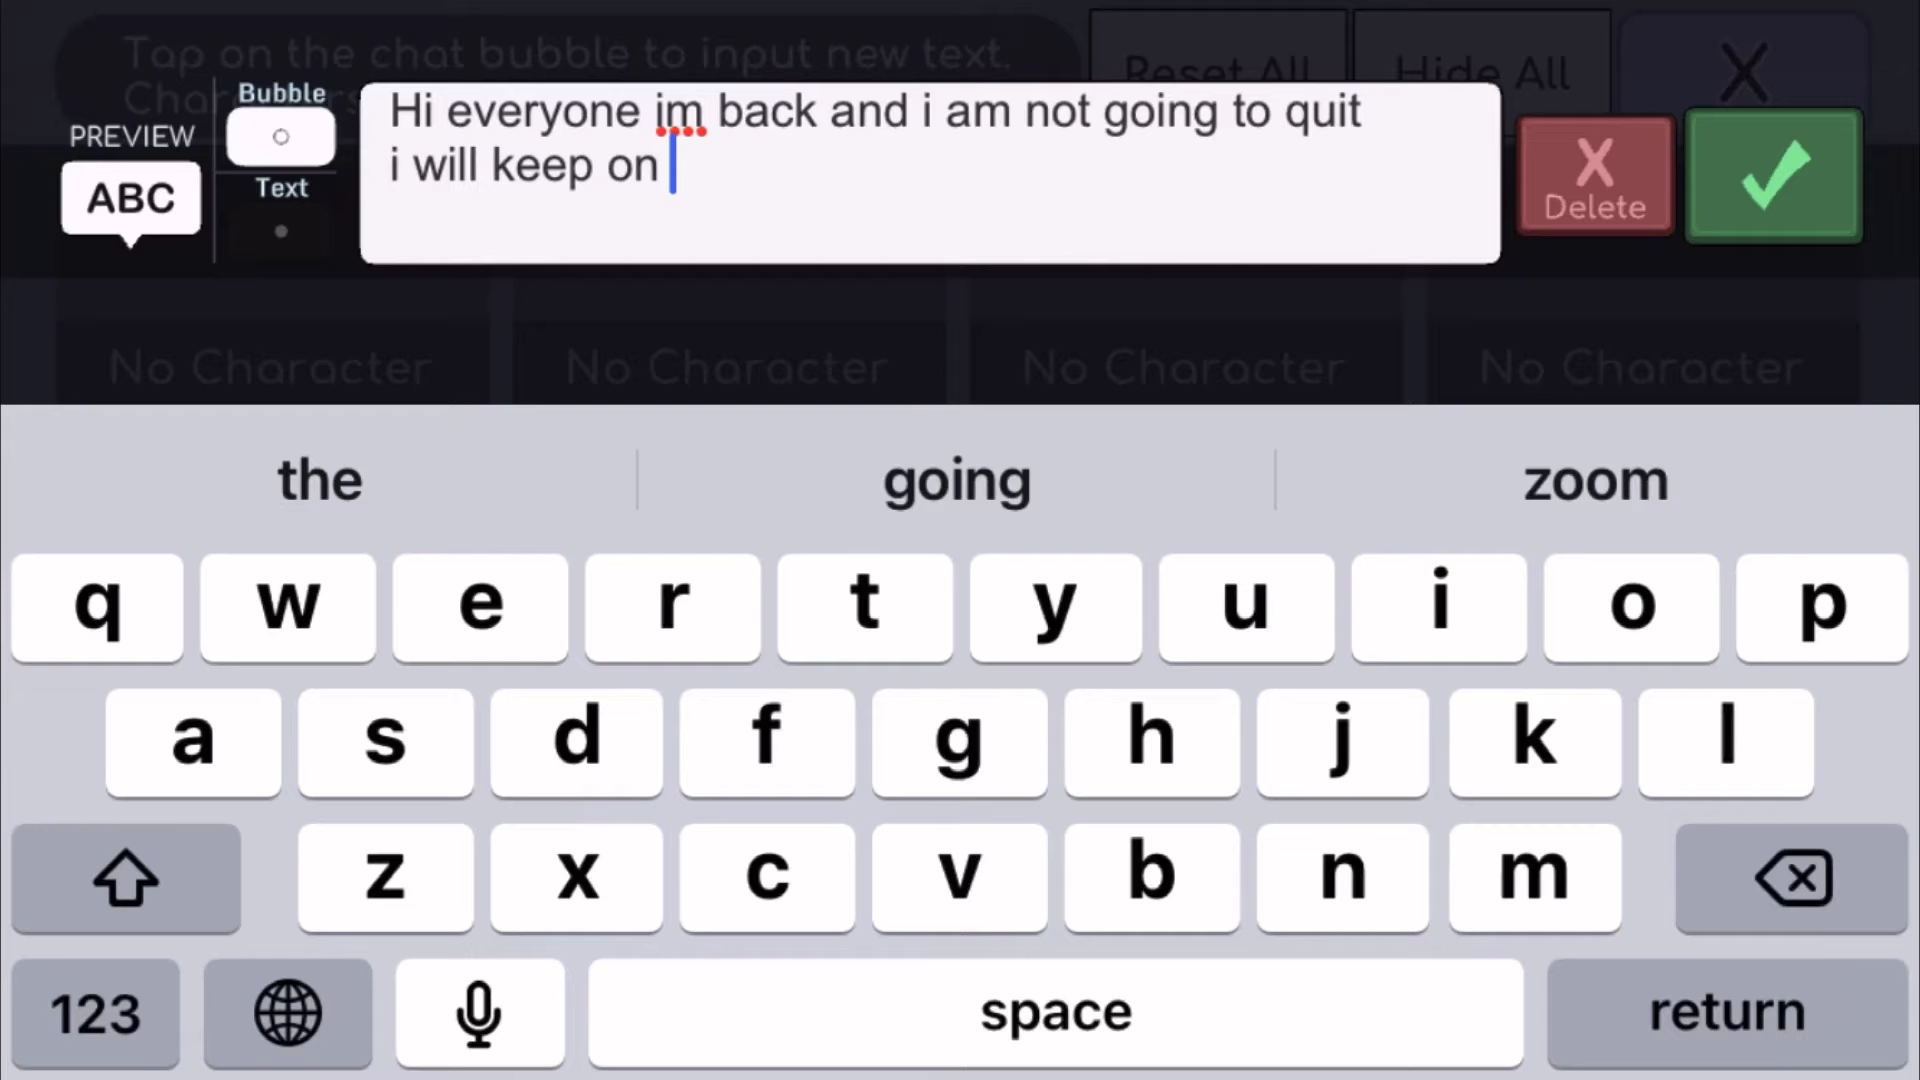 Tap on the chat bubble to input new text.
Reset All
Hide All
X
Characters
Bubble
PREVIEW
ABC
Text
Hi everyone im back and i am not going to quit
i will keep on
X
Delete
No Character
No Character
No Character
No Character
the
going
zoom
q w e r t y u i o p
a s d f g h j k l
z x c v b n m
123
space
return